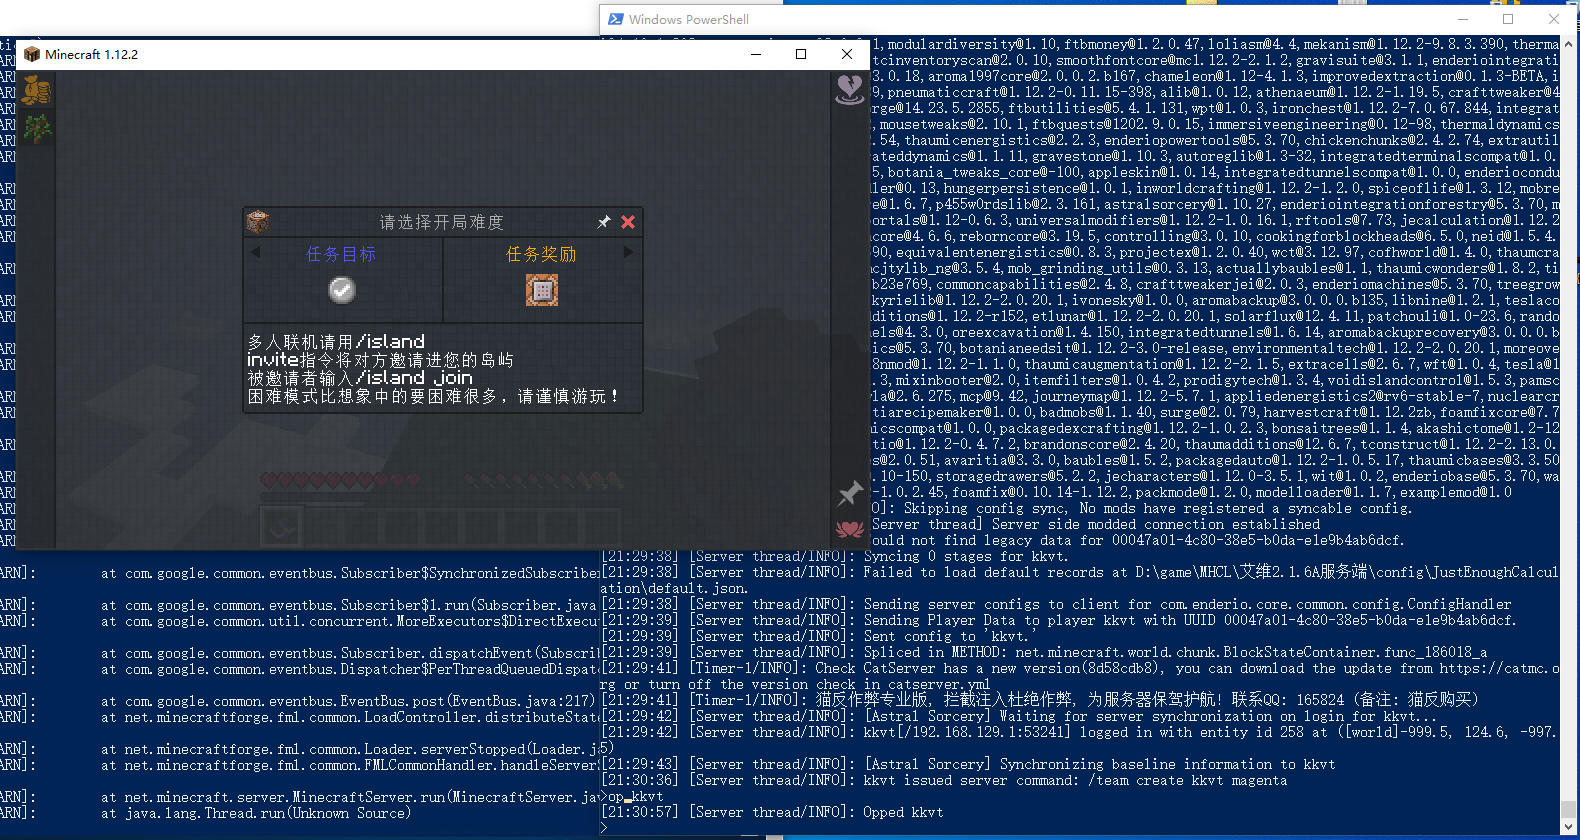 Windows PowerShell
Minecraft 1.12.2
请选择开局难度
任务目标
任务奖励
多人联机请用/island
invite指令将对方邀请进您的岛屿
被邀请者输入/island join
困难模式比想象中的要困难很多，请谨慎游玩！
1,modulardiversity@1.10,ftbmoney@1.2.0.47,loliasm@4.4,mekanism@1.12.2-9.8.3.390,therma
tcinventoryscan@2.0.10,smoothfontcore@mc1.12.2-2.1.2,gravisuite@3.1.1,enderiointegrati
3.0.18,aroma1997core@2.0.0.2.b167,chameleon@1.12-4.1.3,improvedextraction@0.1.3-BETA,i
9,pneumaticcraft@1.12.2-0.11.15-398,alib@1.0.12,athenaeum@1.12.2-1.19.5,crafttweaker@4
rge@14.23.5.2855,ftbutilities@5.4.1.131,wpt@1.0.3,ironchest@1.12.2-7.0.67.844,integrat
,mousetweaks@2.10.1,ftbquests@1202.9.0.15,immersiveengineering@0.12-98,thermaldynamics
.54,thaumicenergistics@2.2.3,enderiopowertools@5.3.70,chickenchunks@2.4.2.74,extrautil
ateddynamics@1.1.11,gravestone@1.10.3,autoreglib@1.3-32,integratedterminalscompat@1.0.
5,botania_tweaks_core@-100,appleskin@1.0.14,integratedtunnelscompat@1.0.0,enderiocondu
ler@0.13,hungerpersistence@1.0.1,inworldcrafting@1.12.2-1.2.0,spiceoflife@1.3.12,mobre
e@1.6.7,p455w0rdslib@2.3.161,astralsorcery@1.10.27,enderiointegrationforestry@5.3.70,m
ortals@1.12-0.6.3,universalmodifiers@1.12.2-1.0.16.1,rftools@7.73,jecalculation@1.12.2
core@4.6.6,reborncore@3.19.5,controlling@3.0.10,cookingforblockheads@6.5.0,neid@1.5.4.
90,equivalentenergistics@0.8.3,projectex@1.2.0.40,wct@3.12.97,cofhworld@1.4.0,thaumcra
cjtylib_ng@3.5.4,mob_grinding_utils@0.3.13,actuallybaubles@1.1,thaumicwonders@1.8.2,ti
b23e769,commoncapabilities@2.4.8,crafttweakerjei@2.0.3,enderiomachines@5.3.70,treegrow
kyrielib@1.12.2-2.0.20.1,ivonesky@1.0.0,aromabackup@3.0.0.0.b135,libnine@1.2.1,teslaco
ditions@1.12.2-r152,etlunar@1.12.2-2.0.20.1,solarflux@12.4.11,patchouli@1.0-23.6,rando
nels@4.3.0,oreexcavation@1.4.150,integratedtunnels@1.6.14,aromabackuprecovery@3.0.0.0.b
ics@5.3.70,botanianeedsit@1.12.2-3.0-release,environmentaltech@1.12.2-2.0.20.1,moreove
8nmod@1.12.2-1.1.0,thaumicaugmentation@1.12.2-2.1.5,extracells@2.6.7,wft@1.0.4,tesla@1
.3,mixinbooter@2.0,itemfilters@1.0.4.2,prodigytech@1.3.4,voidislandcontrol@1.5.3,pamsc
la@2.6.275,mcp@9.42,journeymap@1.12.2-5.7.1,appliedenergistics2@rv6-stable-7,nuclearcr
tiarecipemaker@1.0.0,badmobs@1.1.40,surge@2.0.79,harvestcraft@1.12.2zb,foamfixcore@7.7
micscompat@1.0.0,packagedexcrafting@1.12.2-1.0.2.3,bonsaitrees@1.1.4,akashictome@1.2-12
tio@1.12.2-0.4.7.2,brandonscore@2.4.20,thaumadditions@12.6.7,tconstruct@1.12.2-2.13.0.
es@2.0.51,avaritia@3.3.0,baubles@1.5.2,packagedauto@1.12.2-1.0.5.17,thaumicbases@3.3.50
.10-150,storagedrawers@5.2.2,jecharacters@1.12.0-3.5.1,wit@1.0.2,enderiobase@5.3.70,wa
-1.0.2.45,foamfix@0.10.14-1.12.2,packmode@1.2.0,modelloader@1.1.7,examplemod@1.0
O]: Skipping config sync, No mods have registered a syncable config.
[Server thread] Server side modded connection established
ould not find legacy data for 00047a01-4c80-38e5-b0da-e1e9b4ab6dcf.
[21:29:38] [Server thread/INFO]: Syncing 0 stages for kkvt.
[21:29:38] [Server thread/INFO]: Failed to load default records at D:\game\MHCL\艾维2.1.6A服务端\config\JustEnoughCalcul
ation\default.json.
[21:29:38] [Server thread/INFO]: Sending server configs to client for com.enderio.core.common.config.ConfigHandler
[21:29:39] [Server thread/INFO]: Sending Player Data to player kkvt with UUID 00047a01-4c80-38e5-b0da-e1e9b4ab6dcf.
[21:29:39] [Server thread/INFO]: Sent config to 'kkvt.'
[21:29:39] [Server thread/INFO]: Spliced in METHOD: net.minecraft.world.chunk.BlockStateContainer.func_186018_a
[21:29:41] [Timer-1/INFO]: Check CatServer has a new version(8d58cdb8), you can download the update from https://catmc.o
rg or turn off the version check in catserver.yml
[21:29:41] [Timer-1/INFO]: 猫反作弊专业版, 拦截注入杜绝作弊, 为服务器保驾护航! 联系QQ: 165824 (备注: 猫反购买)
[21:29:42] [Server thread/INFO]: [Astral Sorcery] Waiting for server synchronization on login for kkvt...
[21:29:42] [Server thread/INFO]: kkvt[/192.168.129.1:53241] logged in with entity id 258 at ([world]-999.5, 124.6, -997.
5)
[21:29:43] [Server thread/INFO]: [Astral Sorcery] Synchronizing baseline information to kkvt
[21:30:36] [Server thread/INFO]: kkvt issued server command: /team create kkvt magenta
>op kkvt
[21:30:57] [Server thread/INFO]: Opped kkvt
>
ARN]: at com.google.common.eventbus.Subscriber$SynchronizedSubscriber
ARN]: at com.google.common.eventbus.Subscriber$1.run(Subscriber.java
ARN]: at com.google.common.util.concurrent.MoreExecutors$DirectExecu
ARN]: at com.google.common.eventbus.Subscriber.dispatchEvent(Subscri
ARN]: at com.google.common.eventbus.Dispatcher$PerThreadQueuedDispat
ARN]: at com.google.common.eventbus.EventBus.post(EventBus.java:217)
ARN]: at net.minecraftforge.fml.common.LoadController.distributeStat
ARN]: at net.minecraftforge.fml.common.Loader.serverStopped(Loader.j
ARN]: at net.minecraftforge.fml.common.FMLCommonHandler.handleServer
ARN]: at net.minecraft.server.MinecraftServer.run(MinecraftServer.ja
ARN]: at java.lang.Thread.run(Unknown Source)